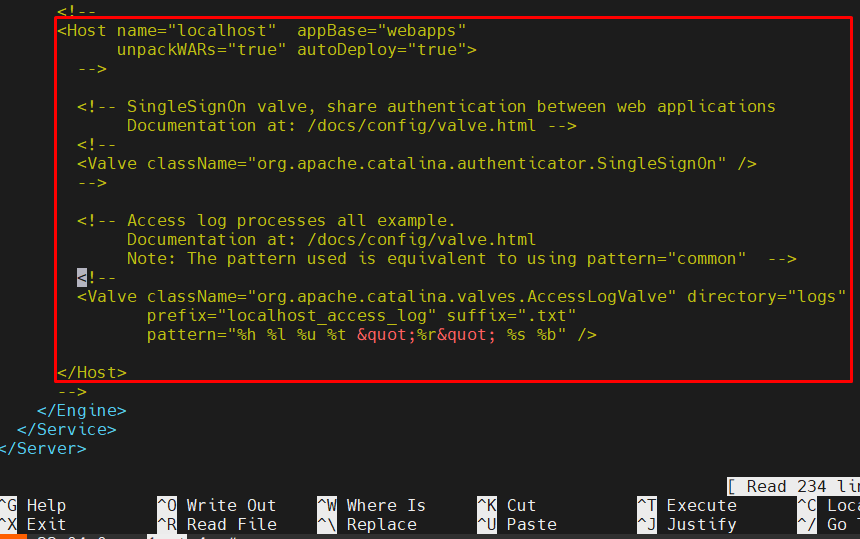 <!--
<Host name="localhost"  appBase="webapps"
unpackWARs="true" autoDeploy="true">
-->
<!-- SingleSignOn valve, share authentication between web applications
Documentation at: /docs/config/valve.html -->
<!--
<Valve className="org.apache.catalina.authenticator.SingleSignOn" />
-->
<!-- Access log processes all example.
Documentation at: /docs/config/valve.html
Note: The pattern used is equivalent to using pattern="common"  -->
<!--
<Valve className="org.apache.catalina.valves.AccessLogValve" directory="logs"
prefix="localhost_access_log" suffix=".txt"
pattern="%h %l %u %t &quot;%r&quot; %s %b" />
</Host>
-->
</Engine>
</Service>
</Server>
[ Read 234 lin
^G Help ^O Write Out ^W Where Is ^K Cut ^T Execute ^C Loca
^X Exit ^R Read File ^\ Replace ^U Paste ^J Justify ^/ Go